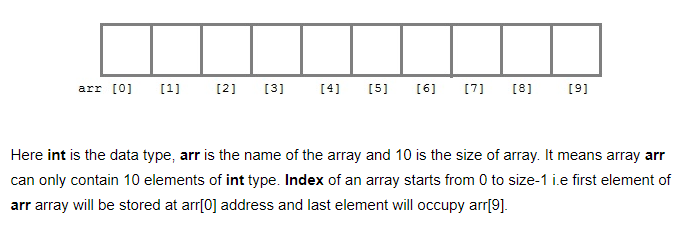 arr [0] [1] [2] [3] [4] [5] [6] [7] [8] [9]
Here int is the data type, arr is the name of the array and 10 is the size of array. It means array arr
can only contain 10 elements of int type. Index of an array starts from 0 to size-1 i.e first element of
arr array will be stored at arr[0] address and last element will occupy arr[9].